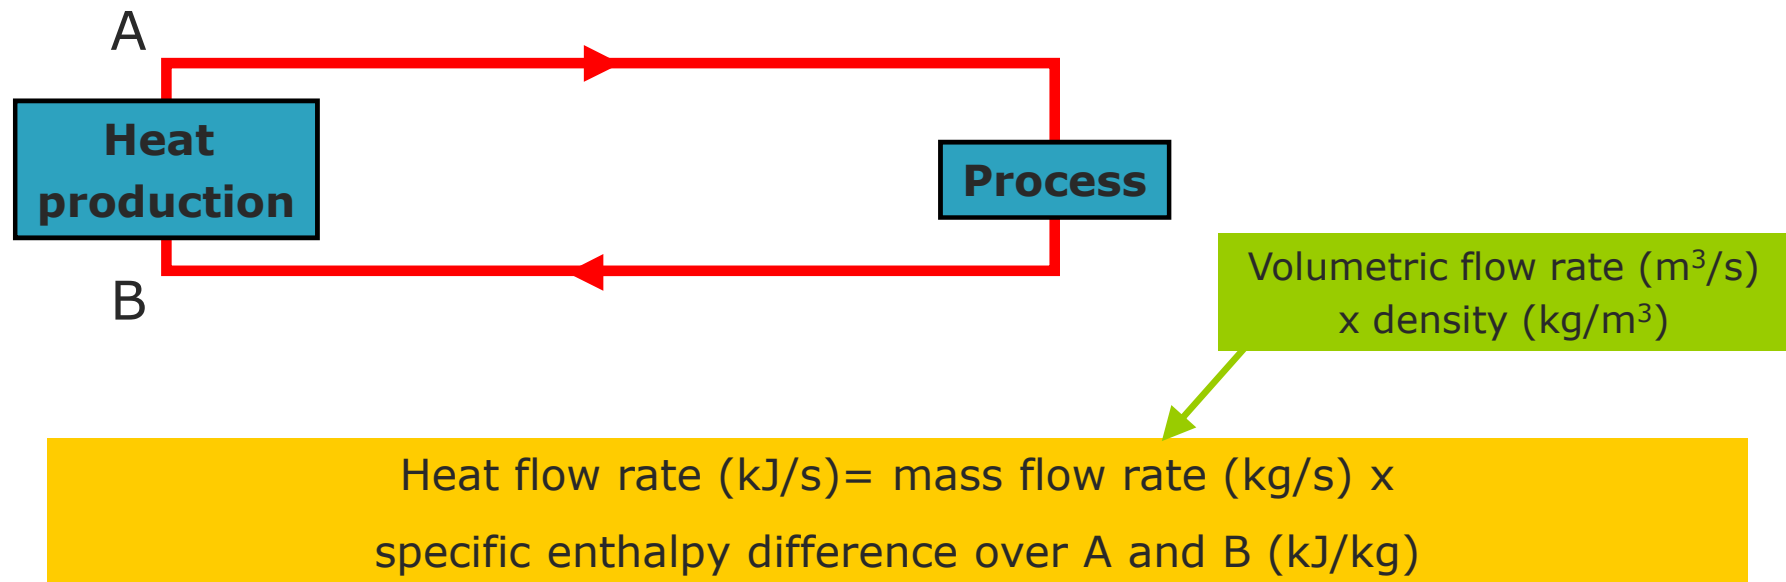 A
Heat
production
Process
B
Volumetric flow rate (m³/s)
x density (kg/m³)
Heat flow rate (kJ/s)= mass flow rate (kg/s) x
specific enthalpy difference over A and B (kJ/kg)